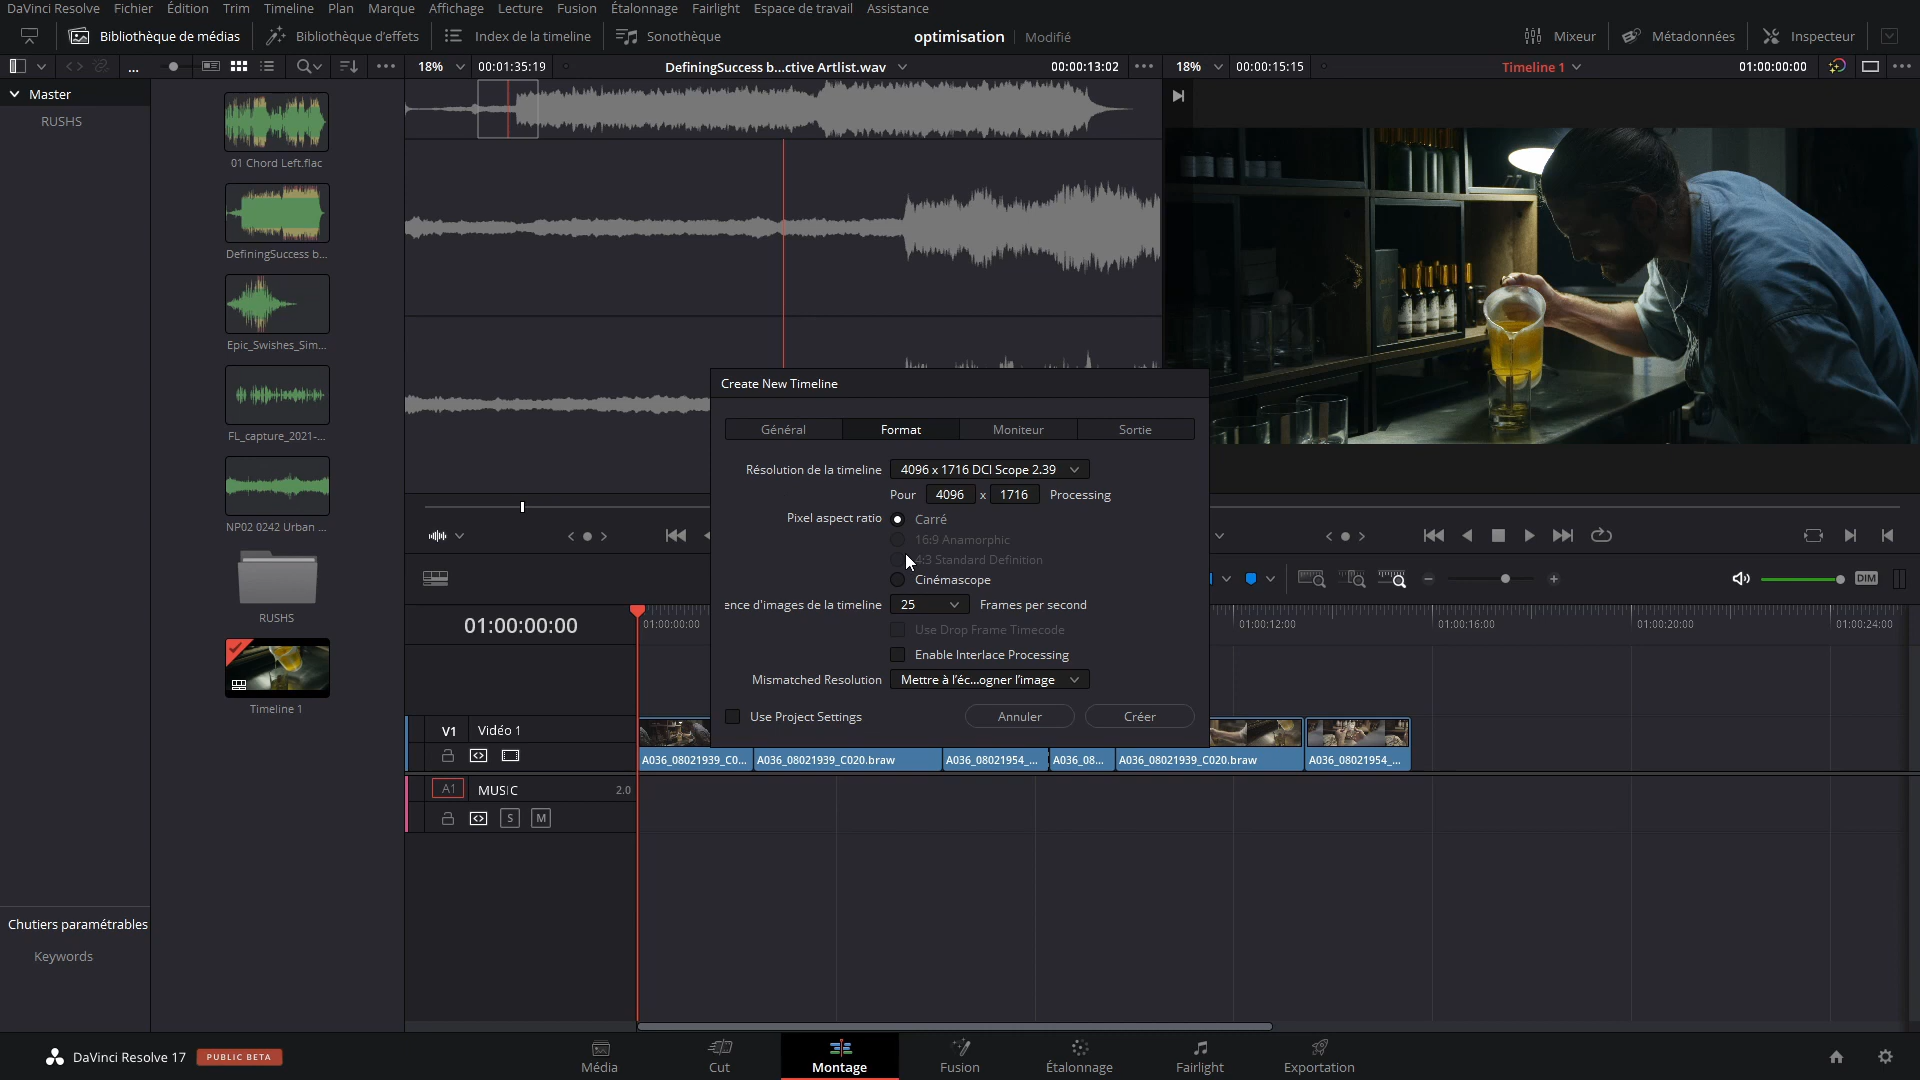 DaVinci Resolve Fichier Édition Trim Timeline Plan Marque Affichage Lecture Fusion Étalonnage Fairlight Espace de travail Assistance
Bibliothèque de médias Bibliothèque d'effets Index de la timeline Sonothèque optimisation Modifié Mixeur Métadonnées Inspecteur
... 18% 00:01:35:19 DefiningSuccess b...ctive Artlist.wav 00:00:13:02 18% 00:00:15:15 Timeline 1 01:00:00:00
Master
RUSHS
01 Chord Left.flac
DefiningSuccess b...
Epic_Swishes_Sim...
FL_capture_2021-...
NP02 0242 Urban ...
RUSHS
Timeline 1
Chutiers paramétrables
Keywords
Create New Timeline
Général Format Moniteur Sortie
Résolution de la timeline 4096 x 1716 DCI Scope 2.39
Pour 4096 x 1716 Processing
Pixel aspect ratio Carré
16:9 Anamorphic
4:3 Standard Definition
Cinémascope
ence d'images de la timeline 25 Frames per second
Use Drop Frame Timecode
Enable Interlace Processing
Mismatched Resolution Mettre à l'éc...ogner l'image
Use Project Settings Annuler Créer
DIM
01:00:00:00 01:00:00:00 01:00:12:00 01:00:16:00 01:00:20:00 01:00:24:00
V1 Vidéo 1
A036_08021939_C0... A036_08021939_C020.braw A036_08021954_... A036_08... A036_08021939_C020.braw A036_08021954_...
A1 MUSIC 2.0
S M
DaVinci Resolve 17 PUBLIC BETA
Média Cut Montage Fusion Étalonnage Fairlight Exportation